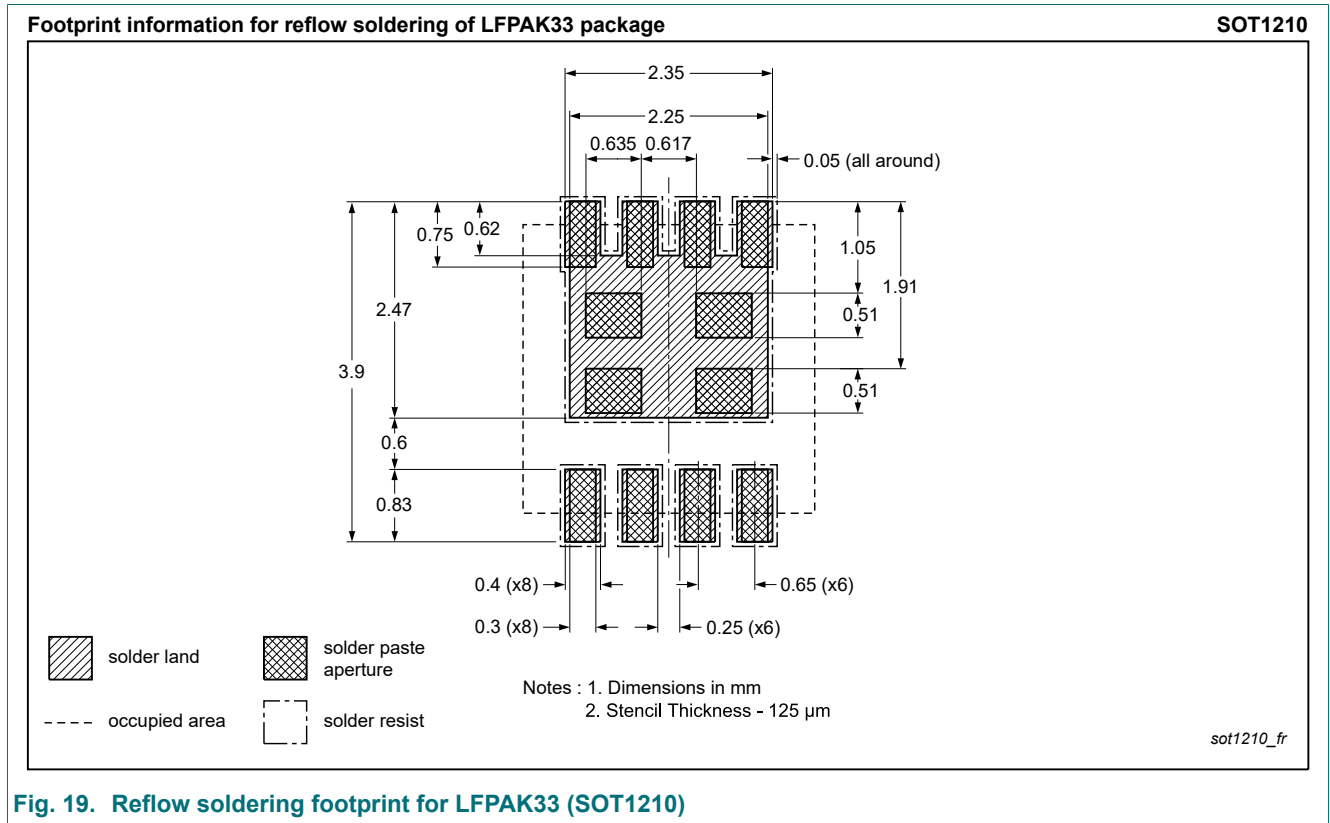 Footprint information for reflow soldering of LFPAK33 package SOT1210
2.35
2.25
0.635 0.617
0.05 (all around)
0.75 0.62
1.05
1.91
2.47
0.51
3.9
0.51
0.6
0.83
0.4 (x8)
0.65 (x6)
0.3 (x8)
0.25 (x6)
solder land
solder paste
aperture
occupied area
solder resist
Notes : 1. Dimensions in mm
2. Stencil Thickness - 125 µm
sot1210_fr
Fig. 19. Reflow soldering footprint for LFPAK33 (SOT1210)